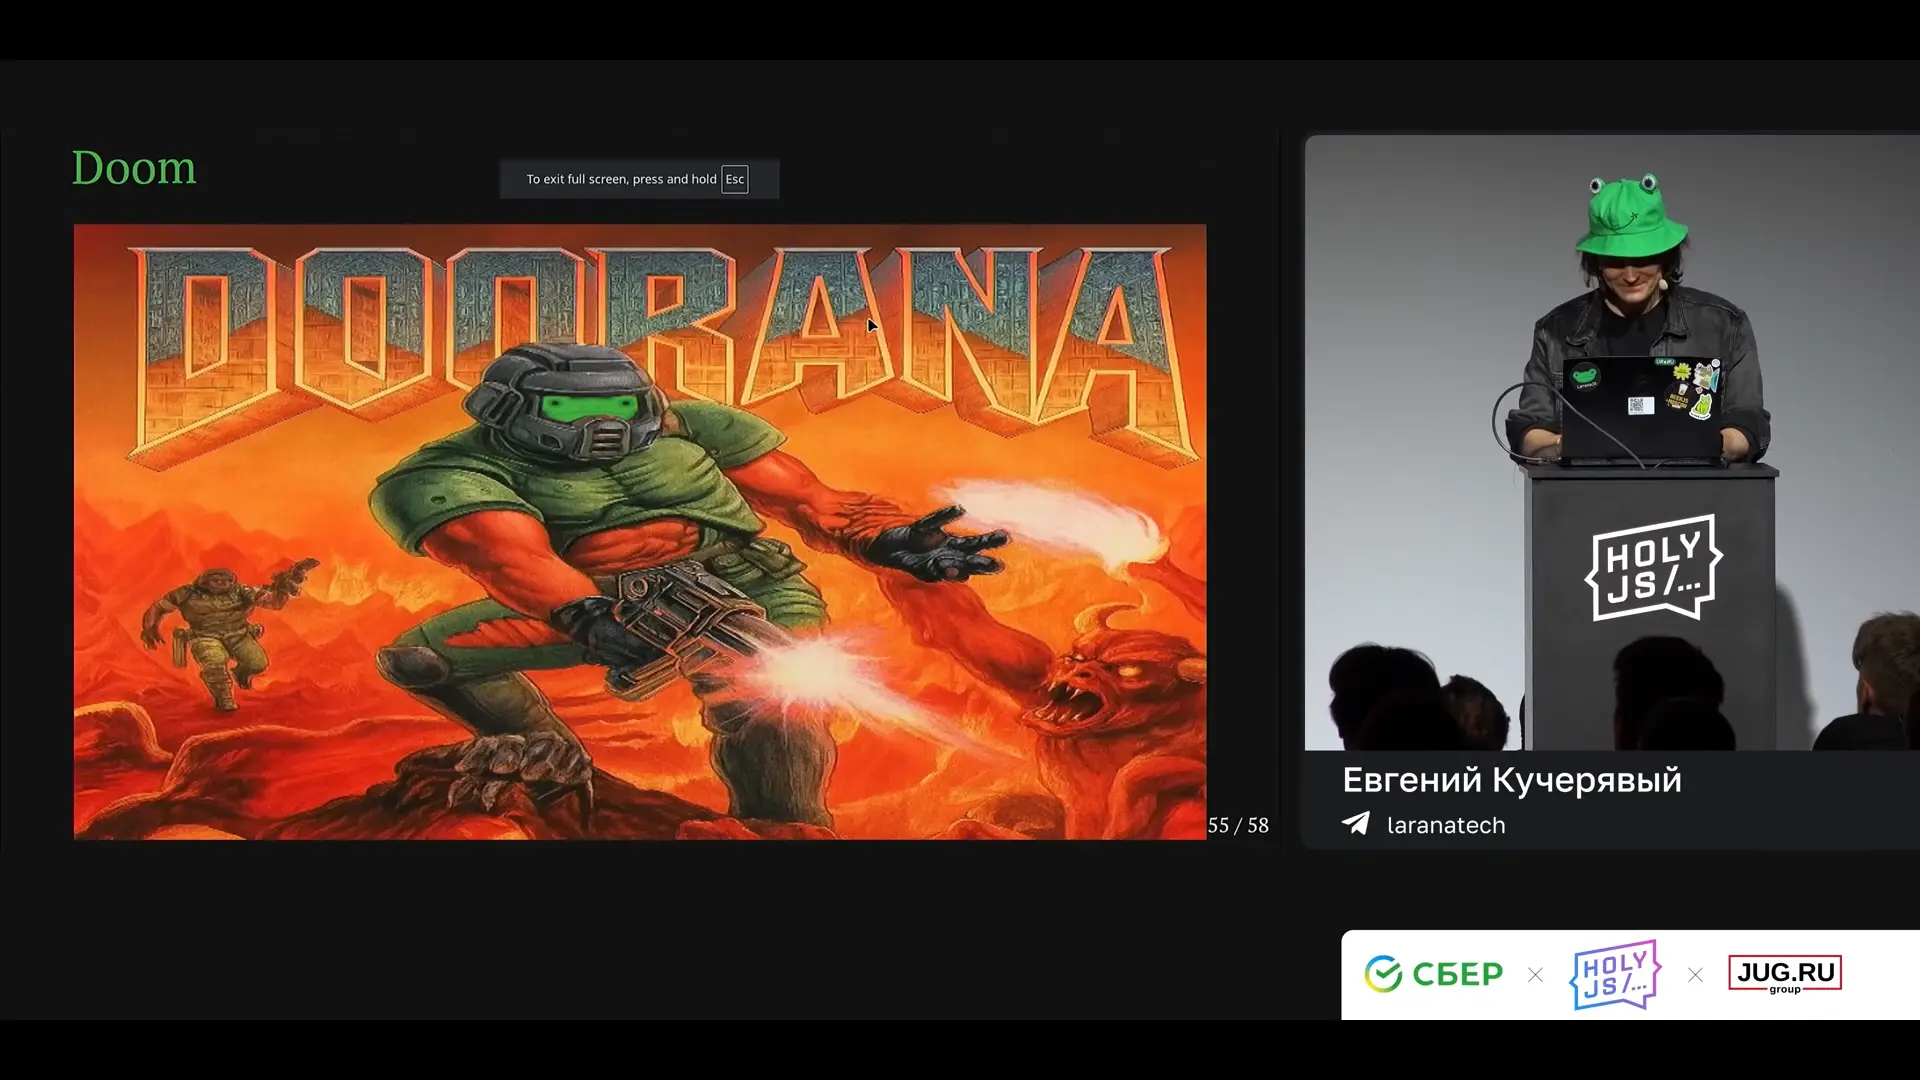 Doom
To exit full screen, press and hold Esc
DOORANA
55 / 58
HOLY
JS/...
Евгений Кучерявый
laranatech
СБЕР × HOLY JS/... × JUG.RU group